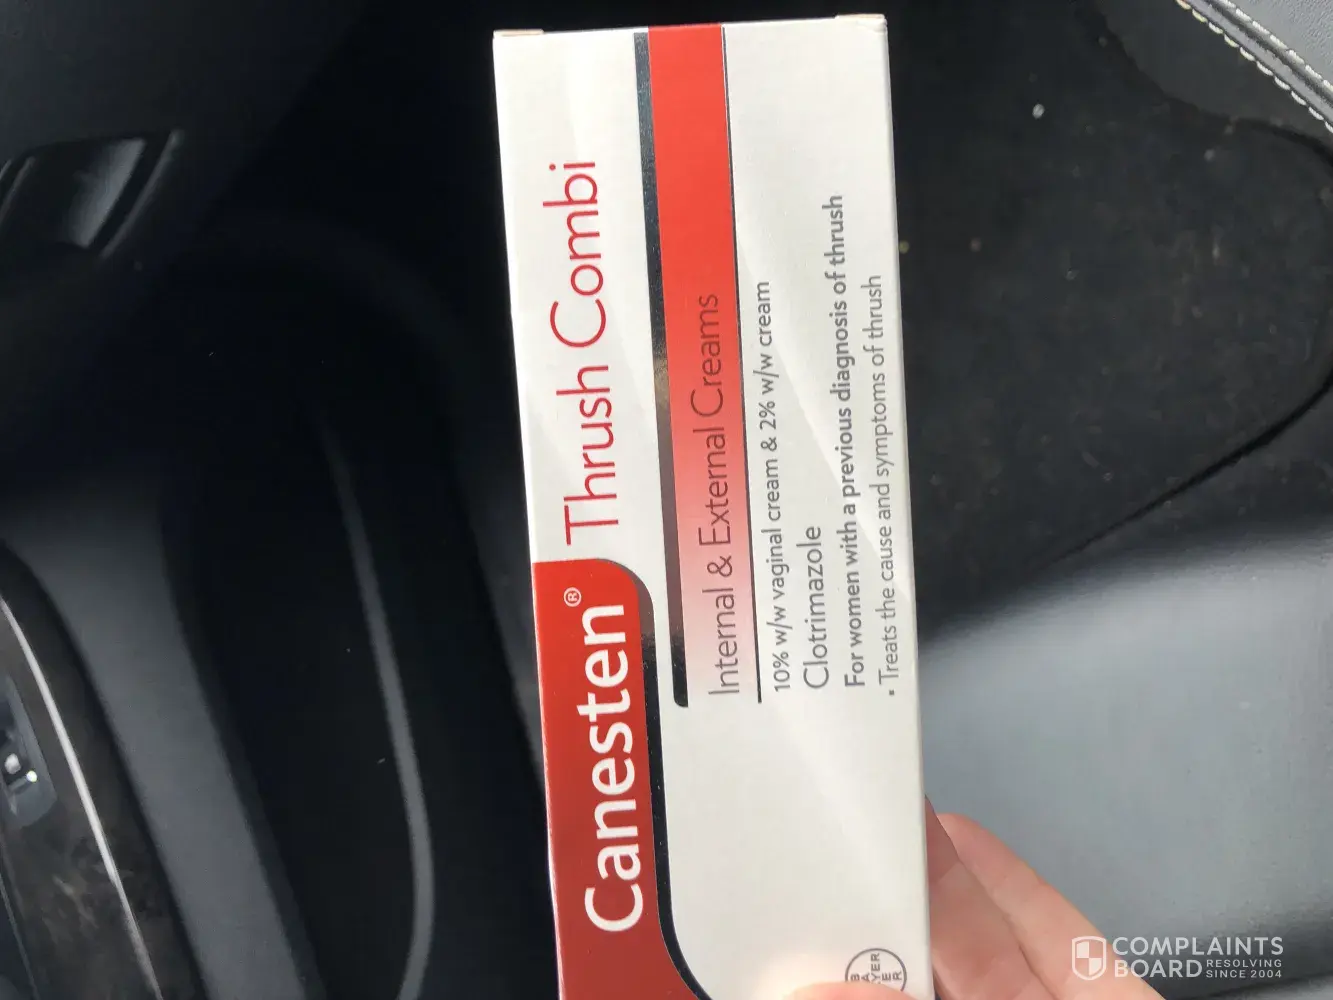 Canesten® Thrush Combi
Internal & External Creams
10% w/w vaginal cream & 2% w/w cream
Clotrimazole
For women with a previous diagnosis of thrush
• Treats the cause and symptoms of thrush
BAYER
COMPLAINTS
BOARD RESOLVING
SINCE 2004